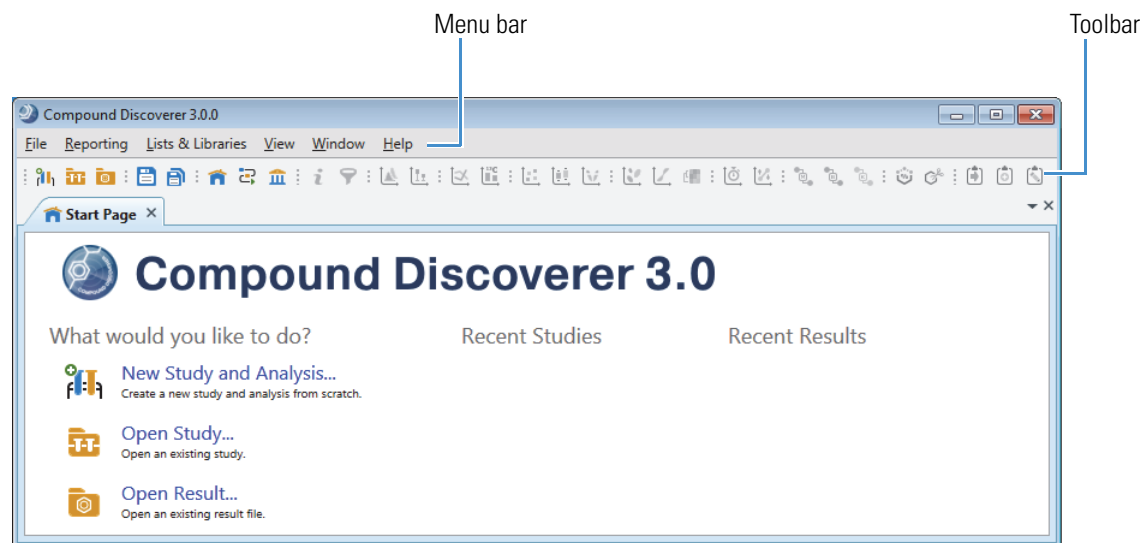 Menu bar
Toolbar
Compound Discoverer 3.0.0
File Reporting Lists & Libraries View Window Help
Start Page
Compound Discoverer 3.0
What would you like to do?
Recent Studies
Recent Results
New Study and Analysis...
Create a new study and analysis from scratch.
Open Study...
Open an existing study.
Open Result...
Open an existing result file.